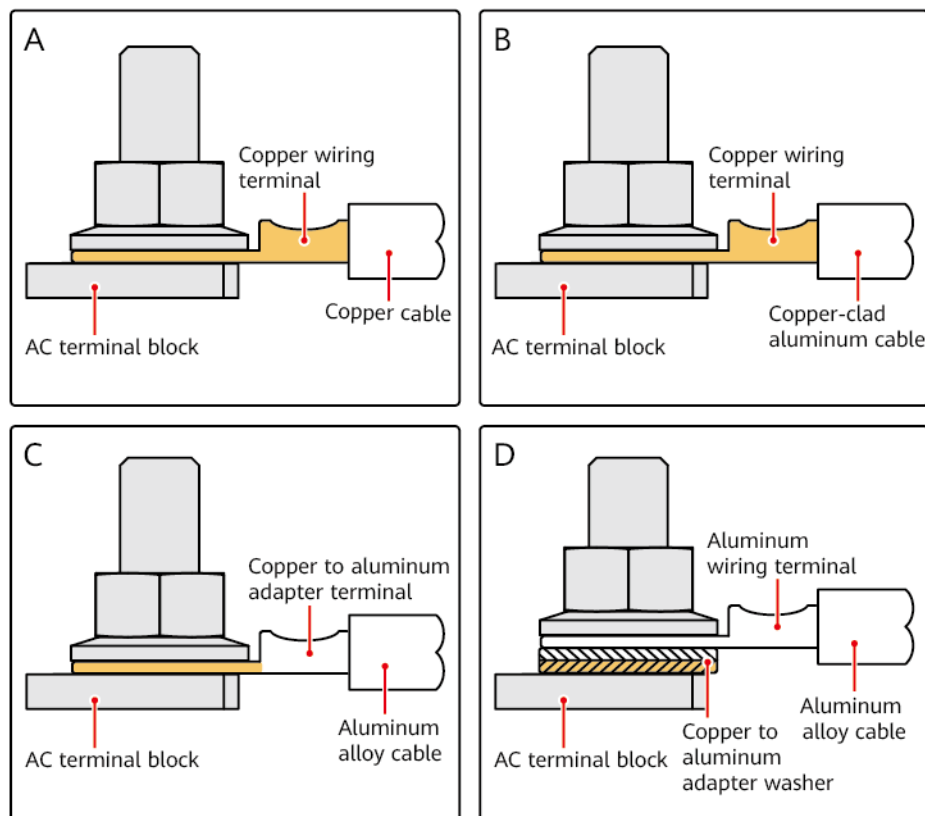 A
Copper wiring
terminal
Copper cable
AC terminal block
B
Copper wiring
terminal
Copper-clad
aluminum cable
AC terminal block
C
Copper to aluminum
adapter terminal
Aluminum
alloy cable
AC terminal block
D
Aluminum
wiring terminal
Aluminum
alloy cable
Copper to
aluminum
adapter washer
AC terminal block